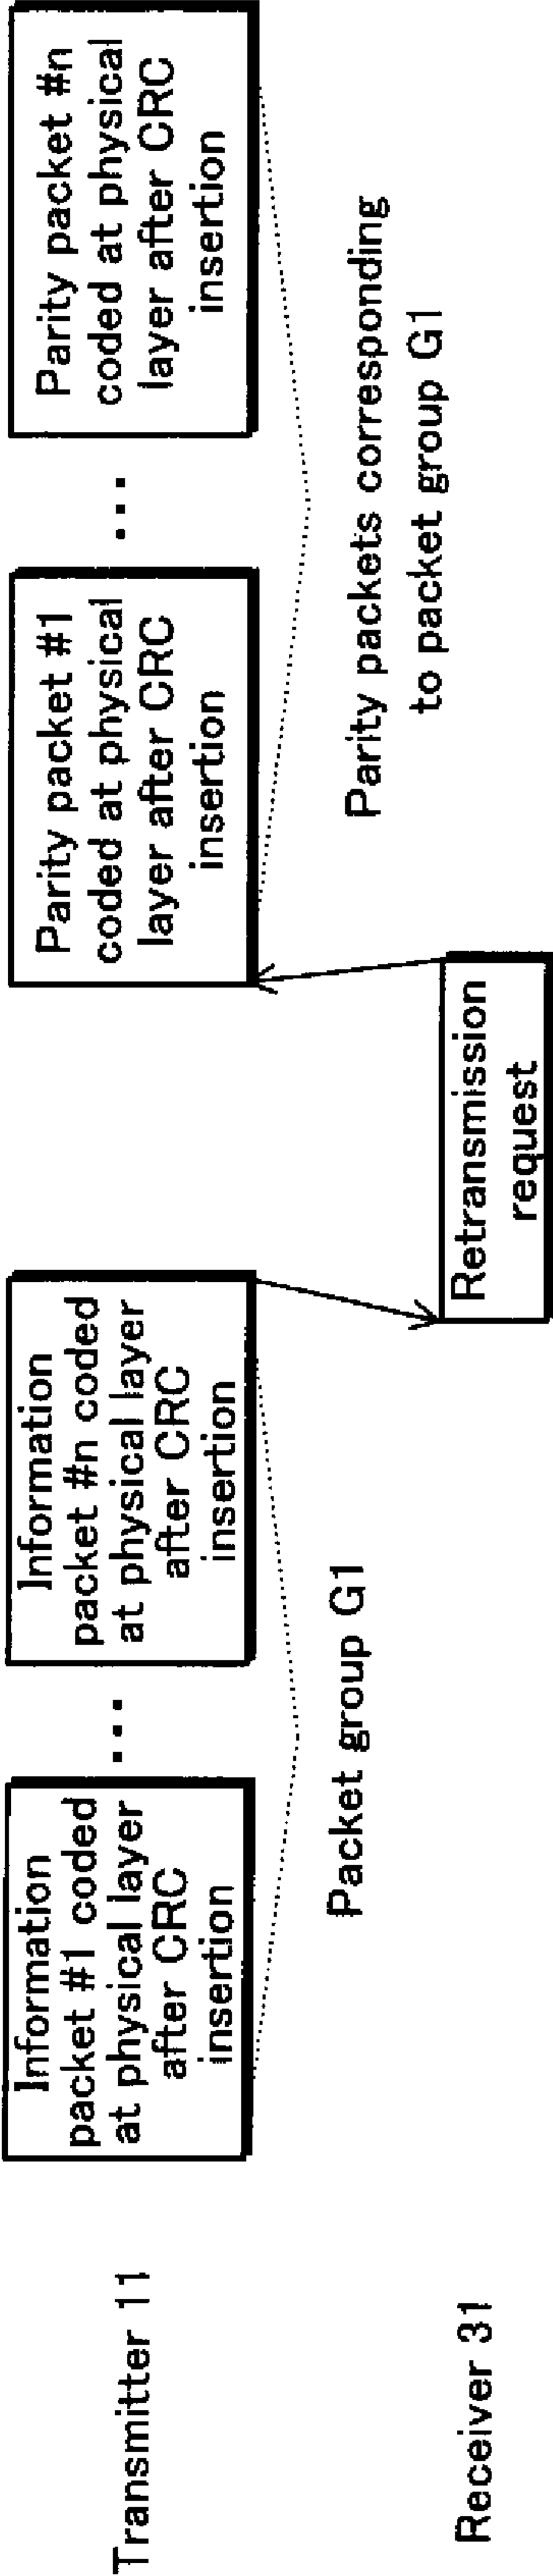 Transmitter 11
Information
packet #1 coded
at physical layer
after CRC
insertion
...
Information
packet #n coded
at physical layer
after CRC
insertion
Parity packet #1
coded at physical
layer after CRC
insertion
...
Parity packet #n
coded at physical
layer after CRC
insertion
Packet group G1
Parity packets corresponding
to packet group G1
Receiver 31
Retransmission
request